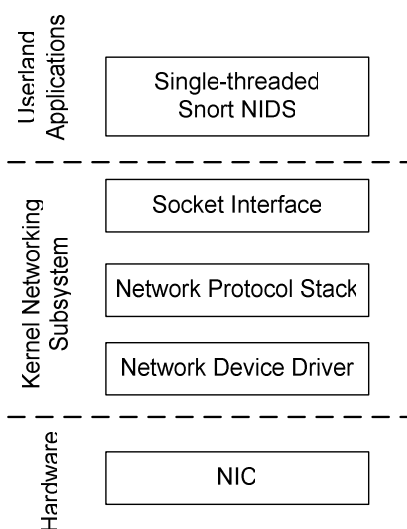 Userland
Applications
Single-threaded
Snort NIDS
Kernel Networking
Subsystem
Socket Interface
Network Protocol Stack
Network Device Driver
Hardware
NIC